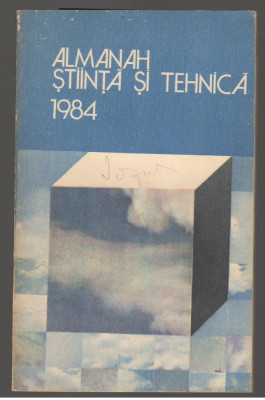 ALMANAH
ȘTIINȚĂ ȘI TEHNICĂ
1984